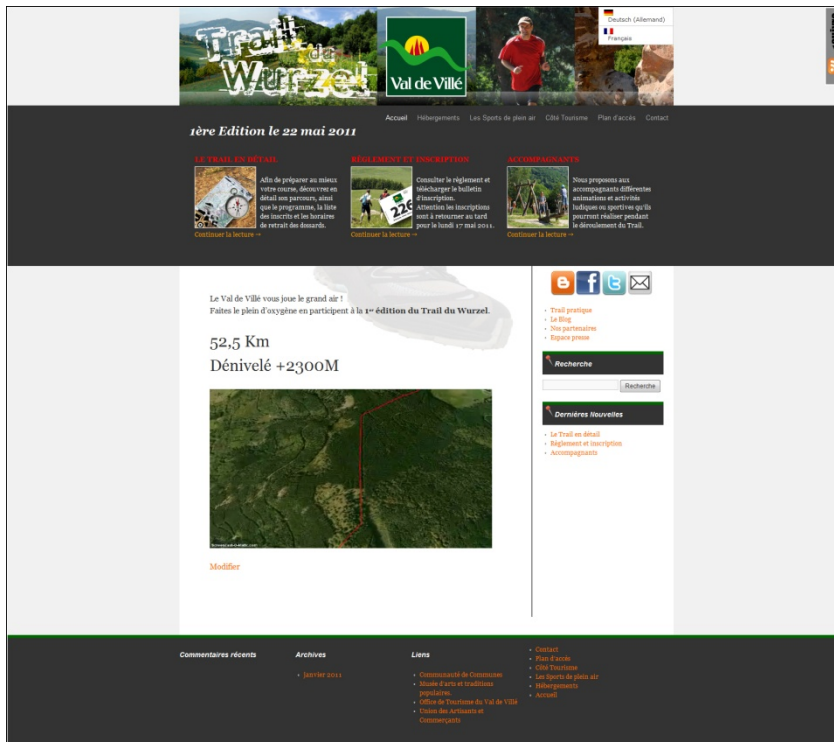 Trail du
Wurzel
Val de Villé
Deutsch (Allemand)
Français
Accueil Hébergements Les Sports de plein air Côté Tourisme Plan d'accès Contact
1ère Edition le 22 mai 2011
LE TRAIL EN DÉTAIL
Afin de préparer au mieux
votre course, découvrez en
détail son parcours, ainsi
que le programme, la liste
des inscrits et les horaires
de retrait des dossards.
Continuer la lecture →
RÈGLEMENT ET INSCRIPTION
226
Consulter le règlement et
télécharger le bulletin
d'inscription.
Attention les inscriptions
sont à retourner au tard
pour le lundi 17 mai 2011.
Continuer la lecture →
ACCOMPAGNANTS
Nous proposons aux
accompagnants différentes
animations et activités
ludiques ou sportives qu'ils
pourront réaliser pendant
le déroulement du Trail.
Continuer la lecture →
Le Val de Villé vous joue le grand air !
Faites le plein d'oxygène en participent à la 1re édition du Trail du Wurzel.
52,5 Km
Dénivelé +2300M
Modifier
Trail pratique
Le Blog
Nos partenaires
Espace presse
Recherche
Recherche
Dernières Nouvelles
Le Trail en détail
Règlement et inscription
Accompagnants
Commentaires récents
Archives
Janvier 2011
Liens
Communauté de Communes
Musée d'arts et traditions
populaires.
Office de Tourisme du Val de Villé
Union des Artisants et
Commerçants
Contact
Plan d'accès
Côté Tourisme
Les Sports de plein air
Hébergements
Accueil